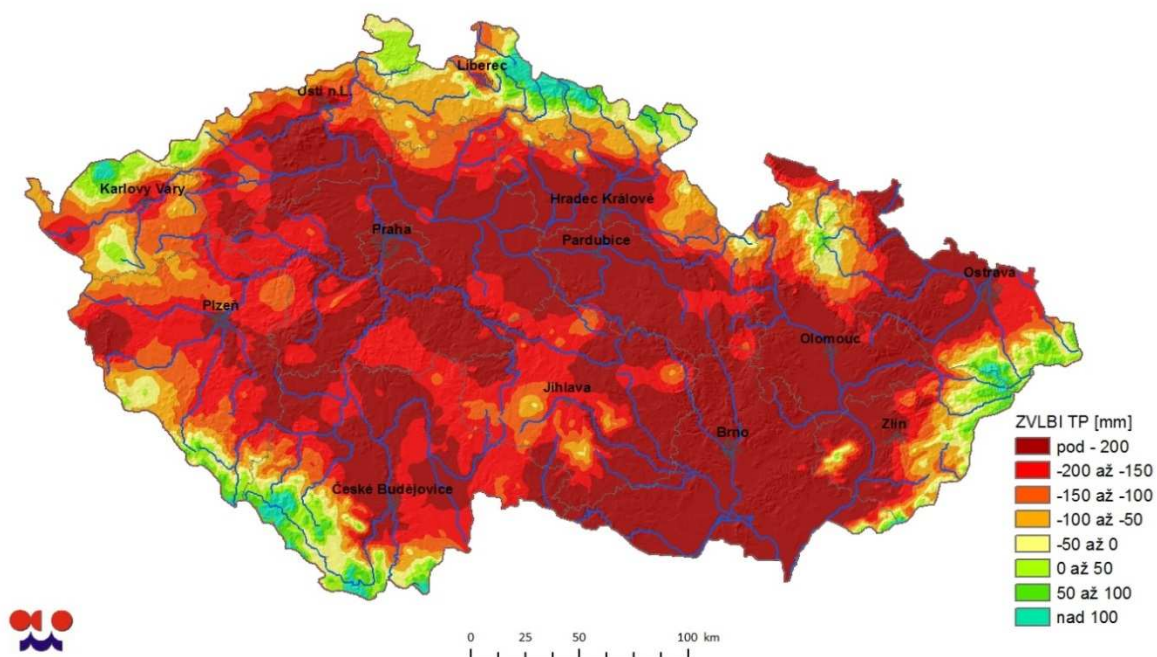 Liberec
Ústí n.L.
Karlovy Vary
Hradec Králové
Praha
Pardubice
Ostrava
Plzeň
Olomouc
Jihlava
Zlín
Brno
České Budějovice
ZVLBI TP [mm]
pod - 200
-200 až -150
-150 až -100
-100 až -50
-50 až 0
0 až 50
50 až 100
nad 100
0 25 50 100 km